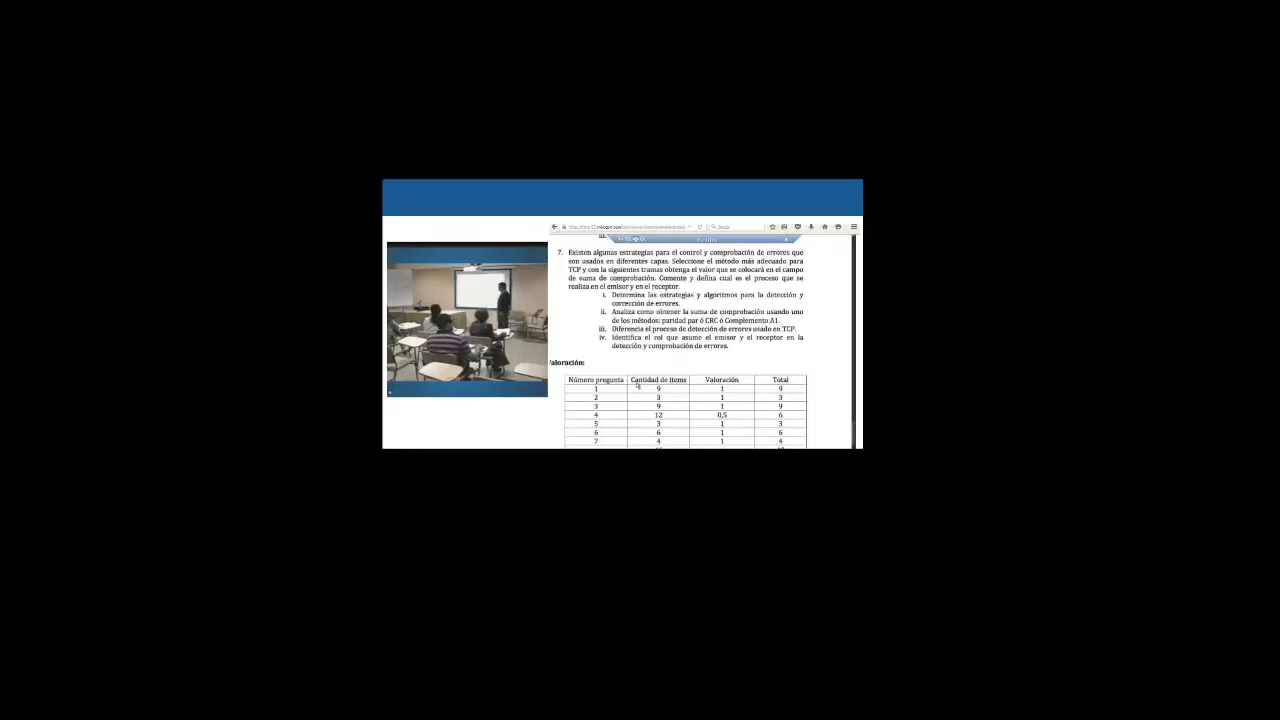 Buscar
iii.
7. Existen algunas estrategias para el control y comprobación de errores que
son usados en diferentes capas. Seleccione el método más adecuado para
TCP y con la siguientes tramas obtenga el valor que se colocará en el campo
de suma de comprobación. Comente y defina cual es el proceso que se
realiza en el emisor y en el receptor.
i. Determina las estrategias y algoritmos para la detección y
corrección de errores.
ii. Analiza como obtener la suma de comprobación usando uno
de los métodos: paridad par ó CRC ó Complemento A1.
iii. Diferencia el proceso de detección de errores usado en TCP.
iv. Identifica el rol que asume el emisor y el receptor en la
detección y comprobación de errores.
Valoración:
Número pregunta Cantidad de items Valoración Total
1 9 1 9
2 3 1 3
3 9 1 9
4 12 0,5 6
5 3 1 3
6 6 1 6
7 4 1 4